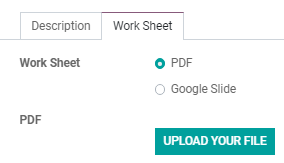 Description Work Sheet
Work Sheet PDF
Google Slide
PDF
UPLOAD YOUR FILE